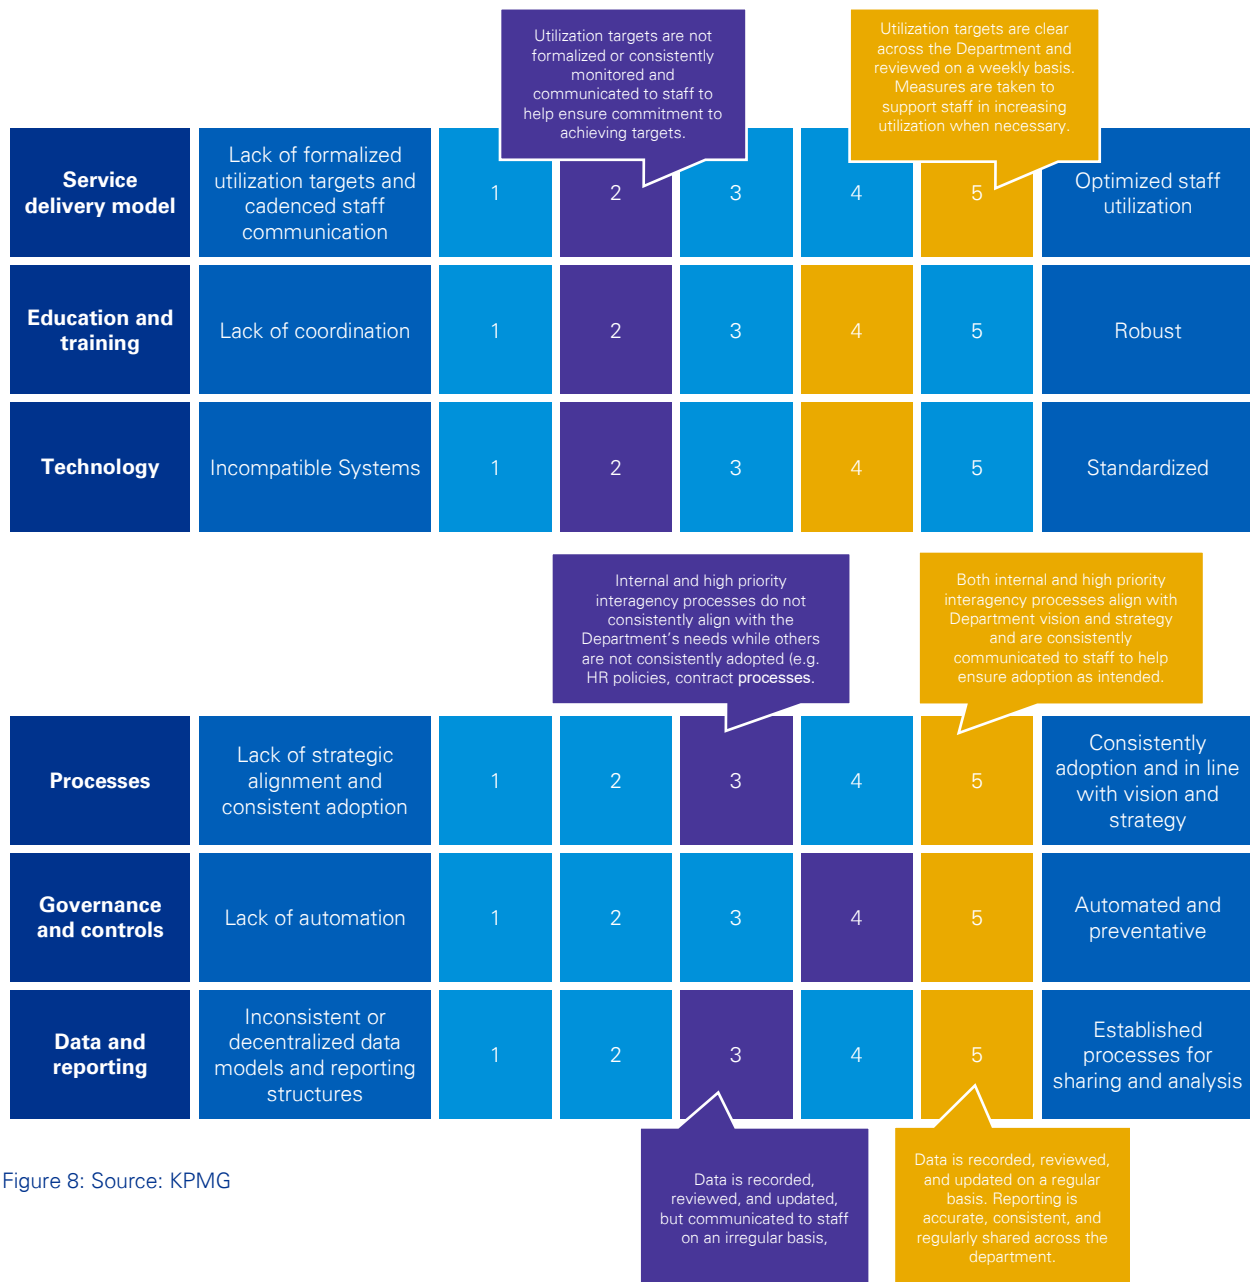 Utilization targets are not
formalized or consistently
monitored and
communicated to staff to
help ensure commitment to
achieving targets.
Utilization targets are clear
across the Department and
reviewed on a weekly basis.
Measures are taken to
support staff in increasing
utilization when necessary.
Service
delivery model
Lack of formalized
utilization targets and
cadenced staff
communication
1
2
3
4
5
Optimized staff
utilization
Education and
training
Lack of coordination
1
2
3
4
5
Robust
Technology
Incompatible Systems
1
2
3
4
5
Standardized
Internal and high priority
interagency processes do not
consistently align with the
Department’s needs while others
are not consistently adopted (e.g.
HR policies, contract processes.
Both internal and high priority
interagency processes align with
Department vision and strategy
and are consistently
communicated to staff to help
ensure adoption as intended.
Processes
Lack of strategic
alignment and
consistent adoption
1
2
3
4
5
Consistently
adoption and in line
with vision and
strategy
Governance
and controls
Lack of automation
1
2
3
4
5
Automated and
preventative
Data and
reporting
Inconsistent or
decentralized data
models and reporting
structures
1
2
3
4
5
Established
processes for
sharing and analysis
Data is recorded,
reviewed, and updated,
but communicated to staff
on an irregular basis,
Data is recorded, reviewed,
and updated on a regular
basis. Reporting is
accurate, consistent, and
regularly shared across the
department.
Figure 8: Source: KPMG